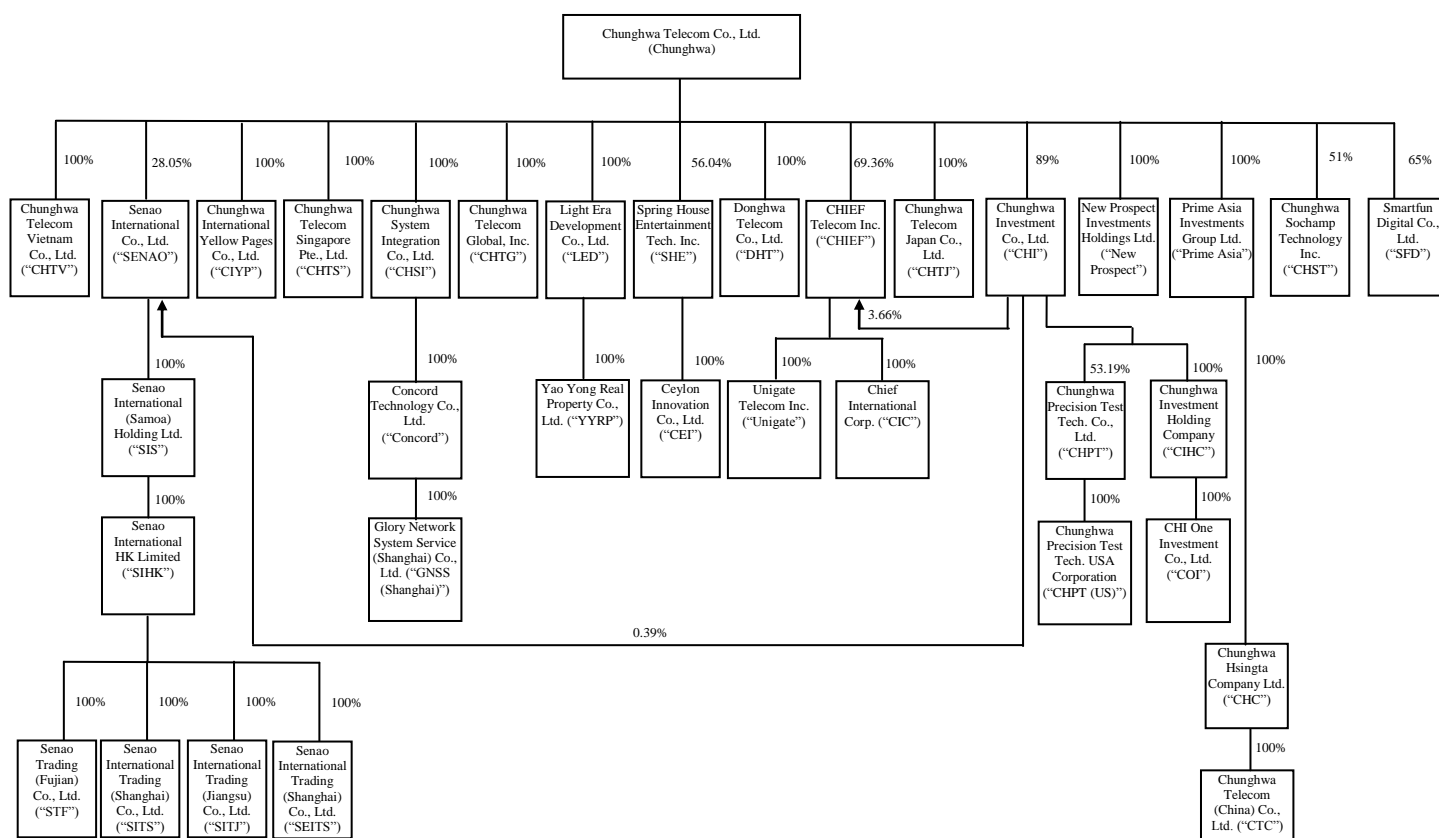 Chunghwa Telecom Co., Ltd.
(Chunghwa)
100%
28.05%
100%
100%
100%
100%
100%
56.04%
100%
69.36%
100%
89%
100%
100%
51%
65%
Chunghwa
Telecom
Vietnam
Co., Ltd.
(“CHTV”)
Senao
International
Co., Ltd.
(“SENAO”)
Chunghwa
International
Yellow Pages
Co., Ltd.
(“CIYP”)
Chunghwa
Telecom
Singapore
Pte., Ltd.
(“CHTS”)
Chunghwa
System
Integration
Co., Ltd.
(“CHSI”)
Chunghwa
Telecom
Global, Inc.
(“CHTG”)
Light Era
Development
Co., Ltd.
(“LED”)
Spring House
Entertainment
Tech. Inc.
(“SHE”)
Donghwa
Telecom
Co., Ltd.
(“DHT”)
CHIEF
Telecom Inc.
(“CHIEF”)
Chunghwa
Telecom
Japan Co.,
Ltd.
(“CHTJ”)
Chunghwa
Investment
Co., Ltd.
(“CHI”)
New Prospect
Investments
Holdings Ltd.
(“New
Prospect”)
Prime Asia
Investments
Group Ltd.
(“Prime Asia”)
Chunghwa
Sochamp
Technology
Inc.
(“CHST”)
Smartfun
Digital Co.,
Ltd.
(“SFD”)
3.66%
100%
100%
100%
100%
100%
100%
53.19%
100%
100%
Senao
International
(Samoa)
Holding Ltd.
(“SIS”)
Concord
Technology Co.,
Ltd.
(“Concord”)
Yao Yong Real
Property Co.,
Ltd. (“YYRP”)
Ceylon
Innovation
Co., Ltd.
(“CEI”)
Unigate
Telecom Inc.
(“Unigate”)
Chief
International
Corp. (“CIC”)
Chunghwa
Precision Test
Tech. Co.,
Ltd.
(“CHPT”)
Chunghwa
Investment
Holding
Company
(“CIHC”)
100%
100%
100%
100%
Senao
International
HK Limited
(“SIHK”)
Glory Network
System Service
(Shanghai) Co.,
Ltd. (“GNSS
(Shanghai)”)
Chunghwa
Precision Test
Tech. USA
Corporation
(“CHPT (US)”)
CHI One
Investment
Co., Ltd.
(“COI”)
0.39%
Chunghwa
Hsingta
Company Ltd.
(“CHC”)
100%
100%
100%
100%
100%
Senao
Trading
(Fujian)
Co., Ltd.
(“STF”)
Senao
International
Trading
(Shanghai)
Co., Ltd.
(“SITS”)
Senao
International
Trading
(Jiangsu)
Co., Ltd.
(“SITJ”)
Senao
International
Trading
(Shanghai)
Co., Ltd.
(“SEITS”)
Chunghwa
Telecom
(China) Co.,
Ltd. (“CTC”)